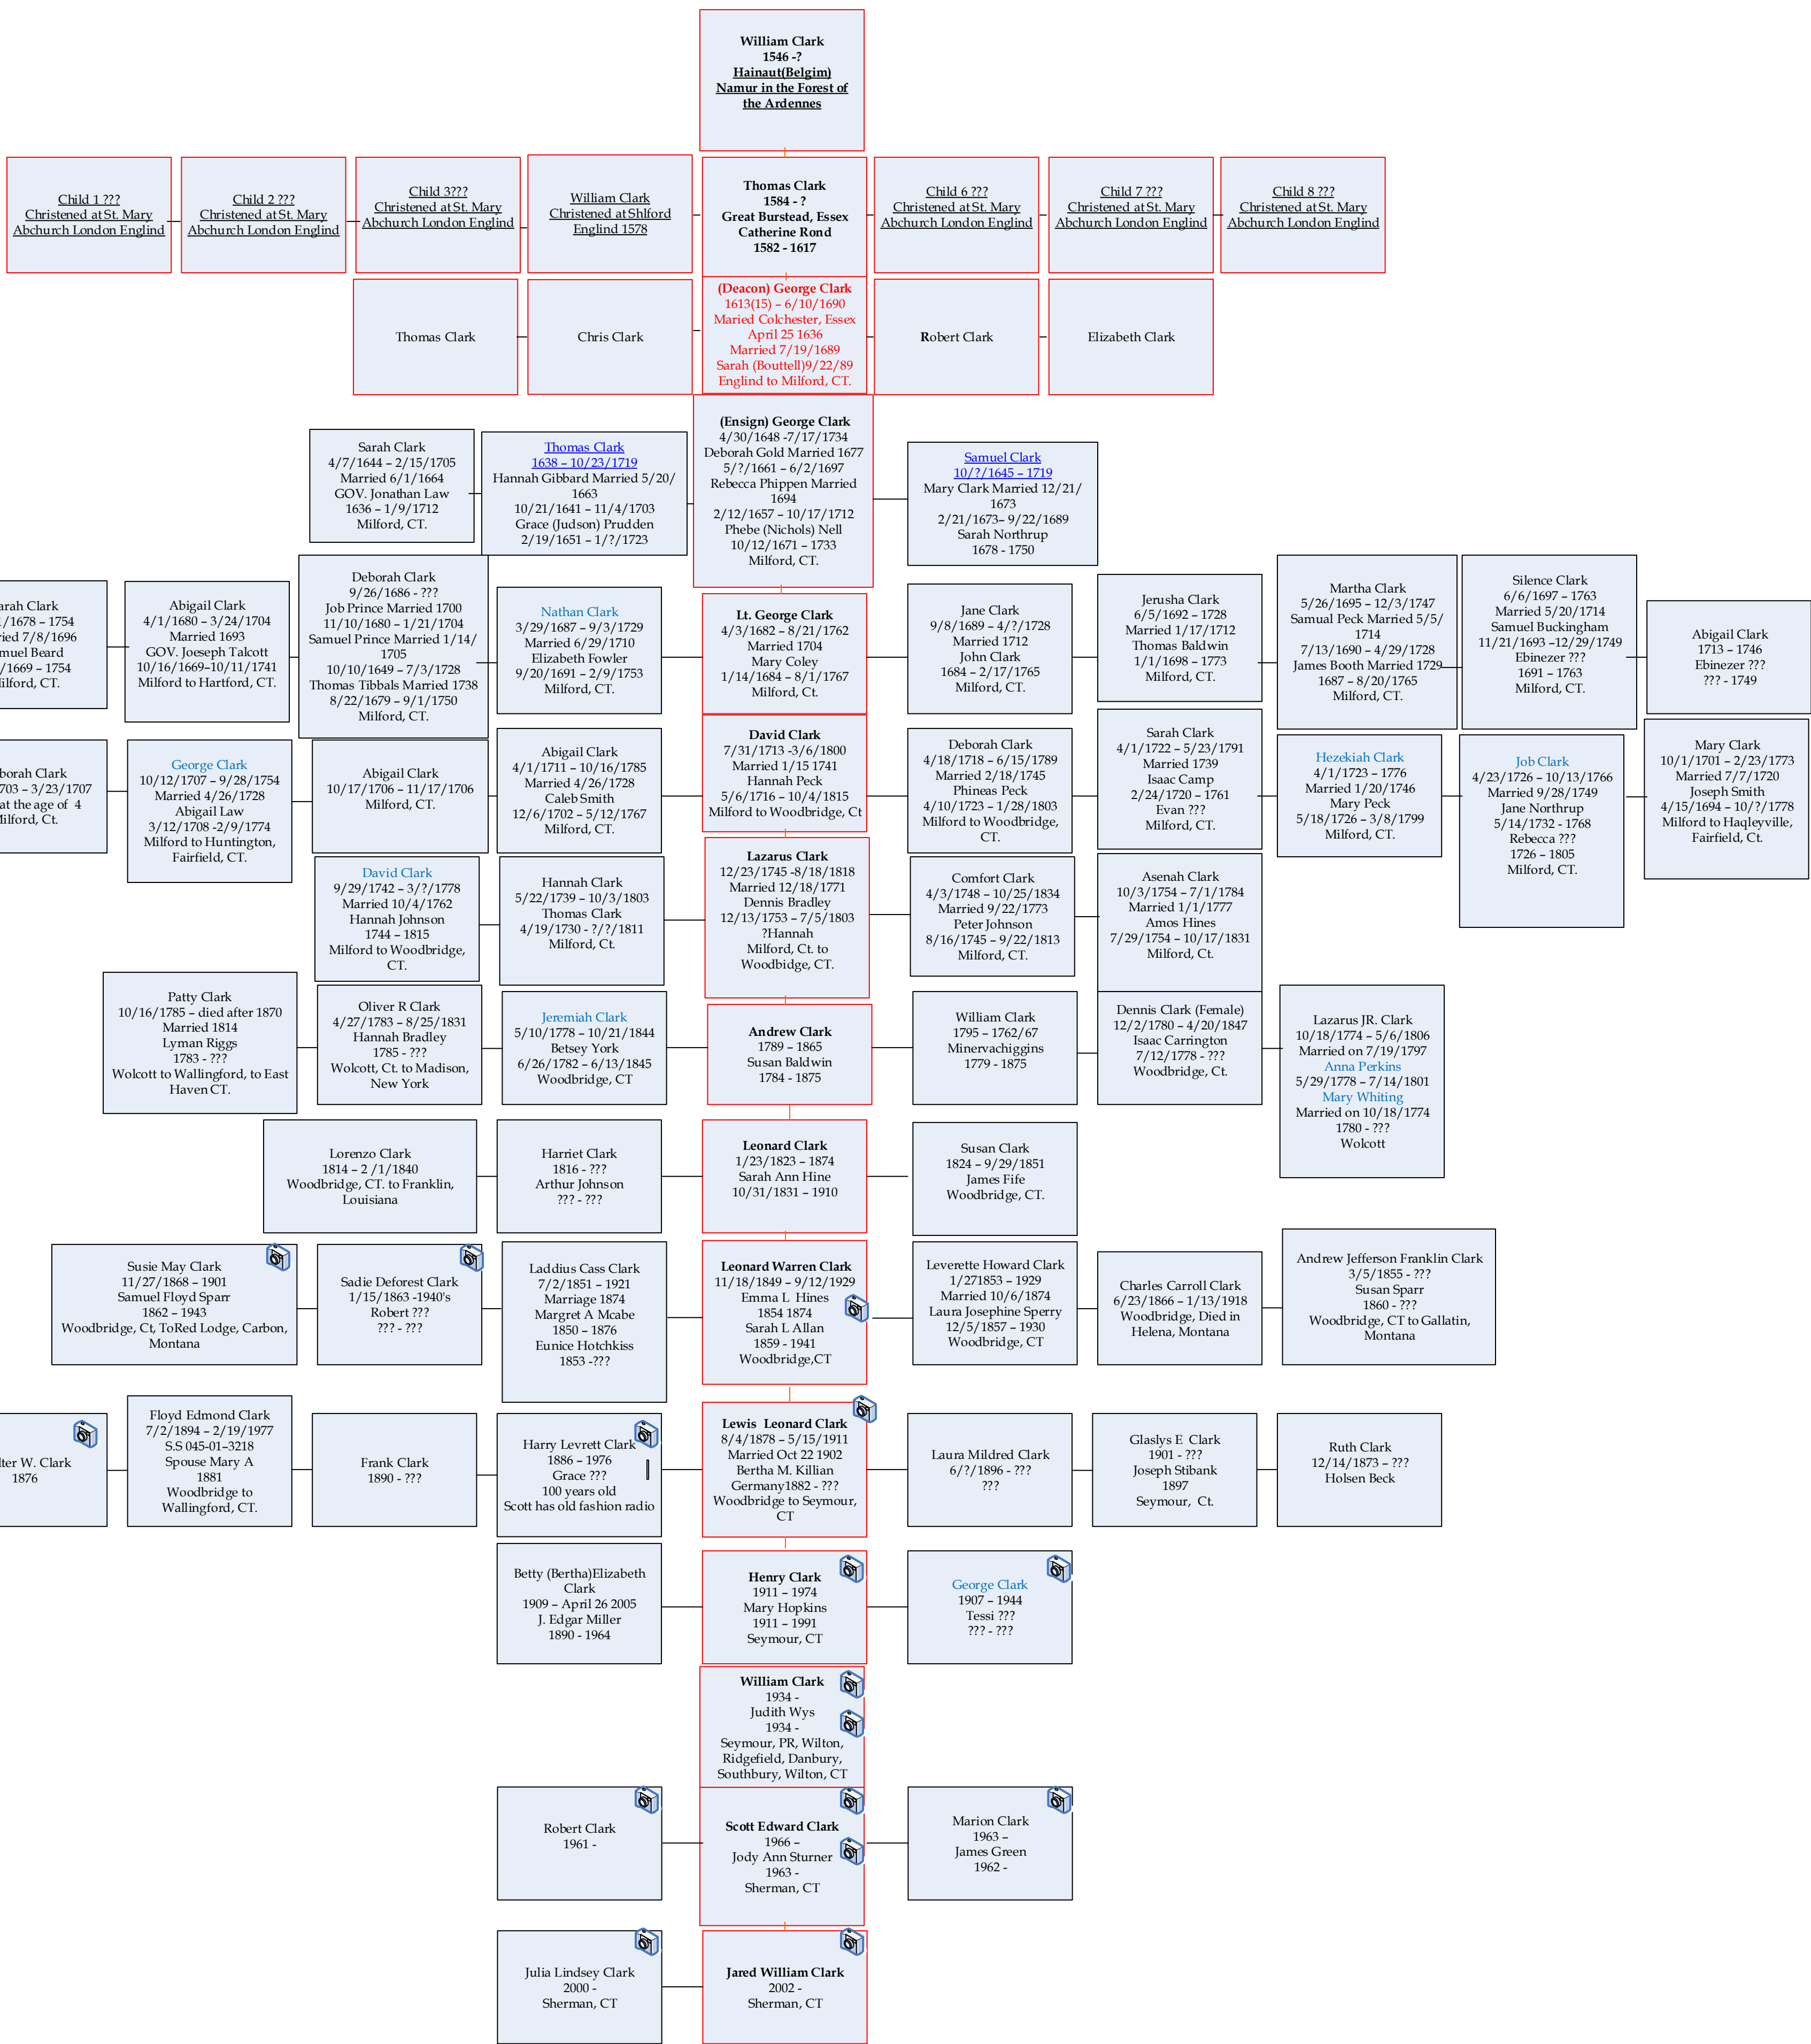 William Clark
1546 -?
Hainaut(Belgim)
Namur in the Forest of
the Ardennes
Child 1 ???
Christened at St. Mary
Abchurch London Englind
Child 2 ???
Christened at St. Mary
Abchurch London Englind
Child 3???
Christened at St. Mary
Abchurch London Englind
William Clark
Christened at Shlford
Englind 1578
Thomas Clark
1584 - ?
Great Burstead, Essex
Catherine Rond
1582 - 1617
Child 6 ???
Christened at St. Mary
Abchurch London Englind
Child 7 ???
Christened at St. Mary
Abchurch London Englind
Child 8 ???
Christened at St. Mary
Abchurch London Englind
Thomas Clark
Chris Clark
(Deacon) George Clark
1613(15) – 6/10/1690
Maried Colchester, Essex
April 25 1636
Married 7/19/1689
Sarah (Bouttell)9/22/89
Englind to Milford, CT.
Robert Clark
Elizabeth Clark
Sarah Clark
4/7/1644 – 2/15/1705
Married 6/1/1664
GOV. Jonathan Law
1636 – 1/9/1712
Milford, CT.
Thomas Clark
1638 – 10/23/1719
Hannah Gibbard Married 5/20/
1663
10/21/1641 – 11/4/1703
Grace (Judson) Prudden
2/19/1651 – 1/?/1723
(Ensign) George Clark
4/30/1648 -7/17/1734
Deborah Gold Married 1677
5/?/1661 – 6/2/1697
Rebecca Phippen Married
1694
2/12/1657 – 10/17/1712
Phebe (Nichols) Nell
10/12/1671 – 1733
Milford, CT.
Samuel Clark
10/?/1645 – 1719
Mary Clark Married 12/21/
1673
2/21/1673– 9/22/1689
Sarah Northrup
1678 - 1750
arah Clark
/1678 – 1754
ried 7/8/1696
muel Beard
/1669 – 1754
ilford, CT.
Abigail Clark
4/1/1680 – 3/24/1704
Married 1693
GOV. Joeseph Talcott
10/16/1669–10/11/1741
Milford to Hartford, CT.
Deborah Clark
9/26/1686 - ???
Job Prince Married 1700
11/10/1680 – 1/21/1704
Samuel Prince Married 1/14/
1705
10/10/1649 – 7/3/1728
Thomas Tibbals Married 1738
8/22/1679 – 9/1/1750
Milford, CT.
Nathan Clark
3/29/1687 – 9/3/1729
Married 6/29/1710
Elizabeth Fowler
9/20/1691 – 2/9/1753
Milford, CT.
Lt. George Clark
4/3/1682 – 8/21/1762
Married 1704
Mary Coley
1/14/1684 – 8/1/1767
Milford, Ct.
Jane Clark
9/8/1689 – 4/?/1728
Married 1712
John Clark
1684 – 2/17/1765
Milford, CT.
Jerusha Clark
6/5/1692 – 1728
Married 1/17/1712
Thomas Baldwin
1/1/1698 – 1773
Milford, CT.
Martha Clark
5/26/1695 – 12/3/1747
Samual Peck Married 5/5/
1714
7/13/1690 – 4/29/1728
James Booth Married 1729
1687 – 8/20/1765
Milford, CT.
Silence Clark
6/6/1697 – 1763
Married 5/20/1714
Samuel Buckingham
11/21/1693 –12/29/1749
Ebinezer ???
1691 – 1763
Milford, CT.
Abigail Clark
1713 – 1746
Ebinezer ???
??? - 1749
borah Clark
703 – 3/23/1707
at the age of 4
ilford, Ct.
George Clark
10/12/1707 – 9/28/1754
Married 4/26/1728
Abigail Law
3/12/1708 -2/9/1774
Milford to Huntington,
Fairfield, CT.
Abigail Clark
10/17/1706 – 11/17/1706
Milford, CT.
Abigail Clark
4/1/1711 – 10/16/1785
Married 4/26/1728
Caleb Smith
12/6/1702 – 5/12/1767
Milford, CT.
David Clark
7/31/1713 -3/6/1800
Married 1/15 1741
Hannah Peck
5/6/1716 – 10/4/1815
Milford to Woodbridge, Ct
Deborah Clark
4/18/1718 – 6/15/1789
Married 2/18/1745
Phineas Peck
4/10/1723 – 1/28/1803
Milford to Woodbridge,
CT.
Sarah Clark
4/1/1722 – 5/23/1791
Married 1739
Isaac Camp
2/24/1720 – 1761
Evan ???
Milford, CT.
Hezekiah Clark
4/1/1723 – 1776
Married 1/20/1746
Mary Peck
5/18/1726 – 3/8/1799
Milford, CT.
Job Clark
4/23/1726 – 10/13/1766
Married 9/28/1749
Jane Northrup
5/14/1732 - 1768
Rebecca ???
1726 – 1805
Milford, CT.
Mary Clark
10/1/1701 – 2/23/1773
Married 7/7/1720
Joseph Smith
4/15/1694 – 10/?/1778
Milford to Haqleyville,
Fairfield, Ct.
David Clark
9/29/1742 – 3/?/1778
Married 10/4/1762
Hannah Johnson
1744 – 1815
Milford to Woodbridge,
CT.
Hannah Clark
5/22/1739 – 10/3/1803
Thomas Clark
4/19/1730 - ?/?/1811
Milford, Ct.
Lazarus Clark
12/23/1745 -8/18/1818
Married 12/18/1771
Dennis Bradley
12/13/1753 – 7/5/1803
?Hannah
Milford, Ct. to
Woodbidge, CT.
Comfort Clark
4/3/1748 – 10/25/1834
Married 9/22/1773
Peter Johnson
8/16/1745 – 9/22/1813
Milford, CT.
Asenah Clark
10/3/1754 – 7/1/1784
Married 1/1/1777
Amos Hines
7/29/1754 – 10/17/1831
Milford, Ct.
Patty Clark
10/16/1785 – died after 1870
Married 1814
Lyman Riggs
1783 - ???
Wolcott to Wallingford, to East
Haven CT.
Oliver R Clark
4/27/1783 – 8/25/1831
Hannah Bradley
1785 - ???
Wolcott, Ct. to Madison,
New York
Jeremiah Clark
5/10/1778 – 10/21/1844
Betsey York
6/26/1782 – 6/13/1845
Woodbridge, CT
Andrew Clark
1789 – 1865
Susan Baldwin
1784 - 1875
William Clark
1795 – 1762/67
Minervachiggins
1779 - 1875
Dennis Clark (Female)
12/2/1780 – 4/20/1847
Isaac Carrington
7/12/1778 - ???
Woodbridge, Ct.
Lazarus JR. Clark
10/18/1774 – 5/6/1806
Married on 7/19/1797
Anna Perkins
5/29/1778 – 7/14/1801
Mary Whiting
Married on 10/18/1774
1780 - ???
Wolcott
Lorenzo Clark
1814 – 2 /1/1840
Woodbridge, CT. to Franklin,
Louisiana
Harriet Clark
1816 - ???
Arthur Johnson
??? - ???
Leonard Clark
1/23/1823 – 1874
Sarah Ann Hine
10/31/1831 – 1910
Susan Clark
1824 – 9/29/1851
James Fife
Woodbridge, CT.
Susie May Clark
11/27/1868 – 1901
Samuel Floyd Sparr
1862 – 1943
Woodbridge, Ct, ToRed Lodge, Carbon,
Montana
Sadie Deforest Clark
1/15/1863 -1940's
Robert ???
??? - ???
Laddius Cass Clark
7/2/1851 – 1921
Marriage 1874
Margret A Mcabe
1850 – 1876
Eunice Hotchkiss
1853 -???
Leonard Warren Clark
11/18/1849 – 9/12/1929
Emma L Hines
1854 1874
Sarah L Allan
1859 - 1941
Woodbridge,CT
Leverette Howard Clark
1/271853 – 1929
Married 10/6/1874
Laura Josephine Sperry
12/5/1857 – 1930
Woodbridge, CT
Charles Carroll Clark
6/23/1866 – 1/13/1918
Woodbridge, Died in
Helena, Montana
Andrew Jefferson Franklin Clark
3/5/1855 - ???
Susan Sparr
1860 - ???
Woodbridge, CT to Gallatin,
Montana
lter W. Clark
1876
Floyd Edmond Clark
7/2/1894 – 2/19/1977
S.S 045-01–3218
Spouse Mary A
1881
Woodbridge to
Wallingford, CT.
Frank Clark
1890 - ???
Harry Levrett Clark
1886 – 1976
Grace ???
100 years old
Scott has old fashion radio
Lewis Leonard Clark
8/4/1878 – 5/15/1911
Married Oct 22 1902
Bertha M. Killian
Germany1882 - ???
Woodbridge to Seymour,
CT
Laura Mildred Clark
6/?/1896 - ???
???
Glaslys E Clark
1901 - ???
Joseph Stibank
1897
Seymour, Ct.
Ruth Clark
12/14/1873 – ???
Holsen Beck
Betty (Bertha)Elizabeth
Clark
1909 – April 26 2005
J. Edgar Miller
1890 - 1964
Henry Clark
1911 – 1974
Mary Hopkins
1911 – 1991
Seymour, CT
George Clark
1907 – 1944
Tessi ???
??? - ???
William Clark
1934 -
Judith Wys
1934 -
Seymour, PR, Wilton,
Ridgefield, Danbury,
Southbury, Wilton, CT
Robert Clark
1961 -
Scott Edward Clark
1966 –
Jody Ann Sturner
1963 -
Sherman, CT
Marion Clark
1963 –
James Green
1962 -
Julia Lindsey Clark
2000 -
Sherman, CT
Jared William Clark
2002 -
Sherman, CT